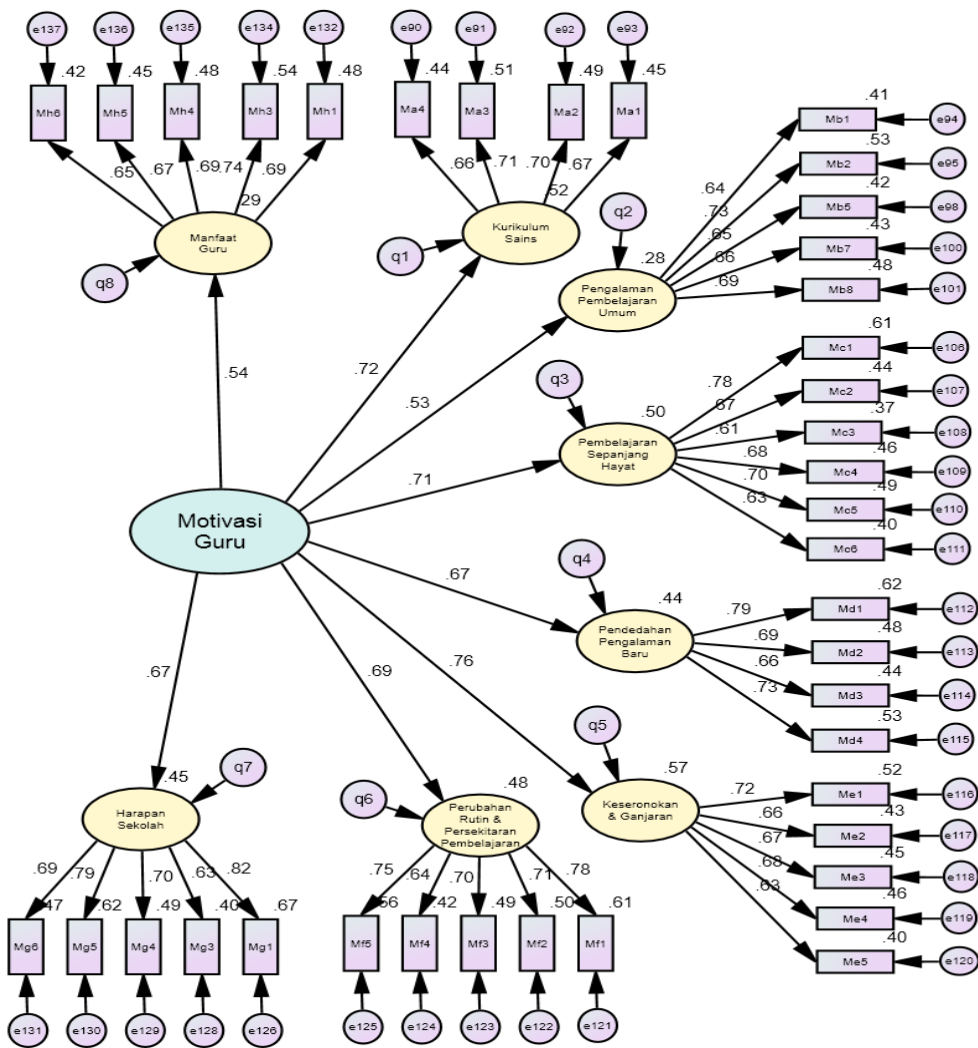 e137 e136 e135 e134 e132 e90 e91 e92 e93
.42 .45 .48 .54 .48 .44 .51 .49 .45
Mh6 Mh5 Mh4 Mh3 Mh1 Ma4 Ma3 Ma2 Ma1
.65 .67 .69 .74 .69 .66 .71 .70 .67
.29
Manfaat
Guru
q8
.52
Kurikulum
Sains
q1
q2
.28
Pengalaman
Pembelajaran
Umum
.64
.73
.65
.66
.69
.41
Mb1 e94
.53
Mb2 e95
.42
Mb5 e98
.43
Mb7 e100
.48
Mb8 e101
.54
.72
.53
.71
.67
.76
.69
.67
Motivasi
Guru
q3
.50
Pembelajaran
Sepanjang
Hayat
.78
.67
.61
.68
.70
.63
.61
Mc1 e106
.44
Mc2 e107
.37
Mc3 e108
.46
Mc4 e109
.49
Mc5 e110
.40
Mc6 e111
q4
.44
Pendedahan
Pengalaman
Baru
.79
.69
.66
.73
.62
Md1 e112
.48
Md2 e113
.44
Md3 e114
.53
Md4 e115
q5
.57
Keseronokan
& Ganjaran
.72
.66
.67
.68
.63
.52
Me1 e116
.43
Me2 e117
.45
Me3 e118
.46
Me4 e119
.40
Me5 e120
q7
.45
Harapan
Sekolah
.69 .79 .70 .63 .82
.47 .62 .49 .40 .67
Mg6 Mg5 Mg4 Mg3 Mg1
e131 e130 e129 e128 e126
q6
.48
Perubahan
Rutin &
Persekitaran
Pembelajaran
.75 .64 .70 .71 .78
.56 .42 .49 .50 .61
Mf5 Mf4 Mf3 Mf2 Mf1
e125 e124 e123 e122 e121